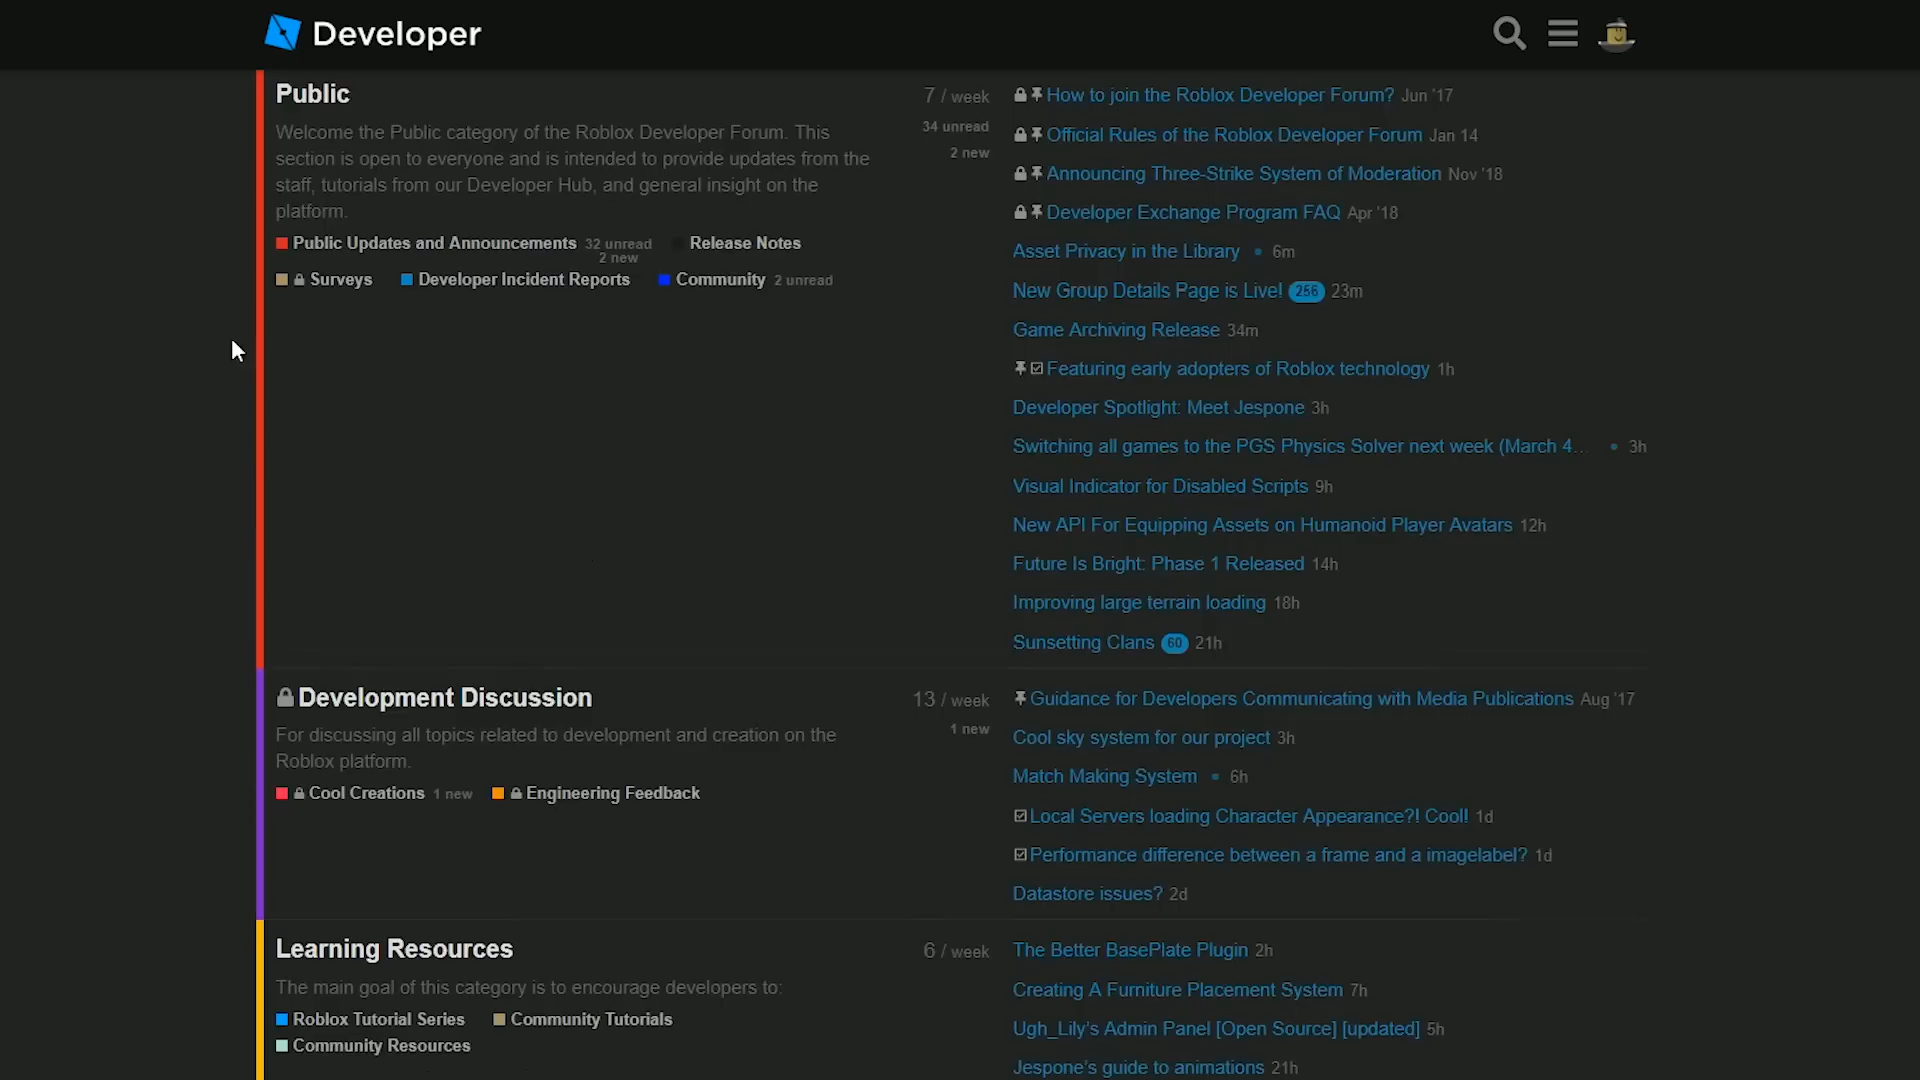 Developer
Public
7 / week
34 unread
2 new
Welcome the Public category of the Roblox Developer Forum. This
section is open to everyone and is intended to provide updates from the
staff, tutorials from our Developer Hub, and general insight on the
platform.
Public Updates and Announcements 32 unread
2 new
Release Notes
Surveys
Developer Incident Reports
Community 2 unread
How to join the Roblox Developer Forum? Jun '17
Official Rules of the Roblox Developer Forum Jan 14
Announcing Three-Strike System of Moderation Nov '18
Developer Exchange Program FAQ Apr '18
Asset Privacy in the Library • 6m
New Group Details Page is Live! 256 23m
Game Archiving Release 34m
Featuring early adopters of Roblox technology 1h
Developer Spotlight: Meet Jespone 3h
Switching all games to the PGS Physics Solver next week (March 4... • 3h
Visual Indicator for Disabled Scripts 9h
New API For Equipping Assets on Humanoid Player Avatars 12h
Future Is Bright: Phase 1 Released 14h
Improving large terrain loading 18h
Sunsetting Clans 60 21h
Development Discussion
13 / week
1 new
For discussing all topics related to development and creation on the
Roblox platform.
Cool Creations 1 new
Engineering Feedback
Guidance for Developers Communicating with Media Publications Aug '17
Cool sky system for our project 3h
Match Making System • 6h
Local Servers loading Character Appearance?! Cool! 1d
Performance difference between a frame and a imagelabel? 1d
Datastore issues? 2d
Learning Resources
6 / week
The main goal of this category is to encourage developers to:
Roblox Tutorial Series
Community Tutorials
Community Resources
The Better BasePlate Plugin 2h
Creating A Furniture Placement System 7h
Ugh_Lily's Admin Panel [Open Source] [updated] 5h
Jespone's guide to animations 21h